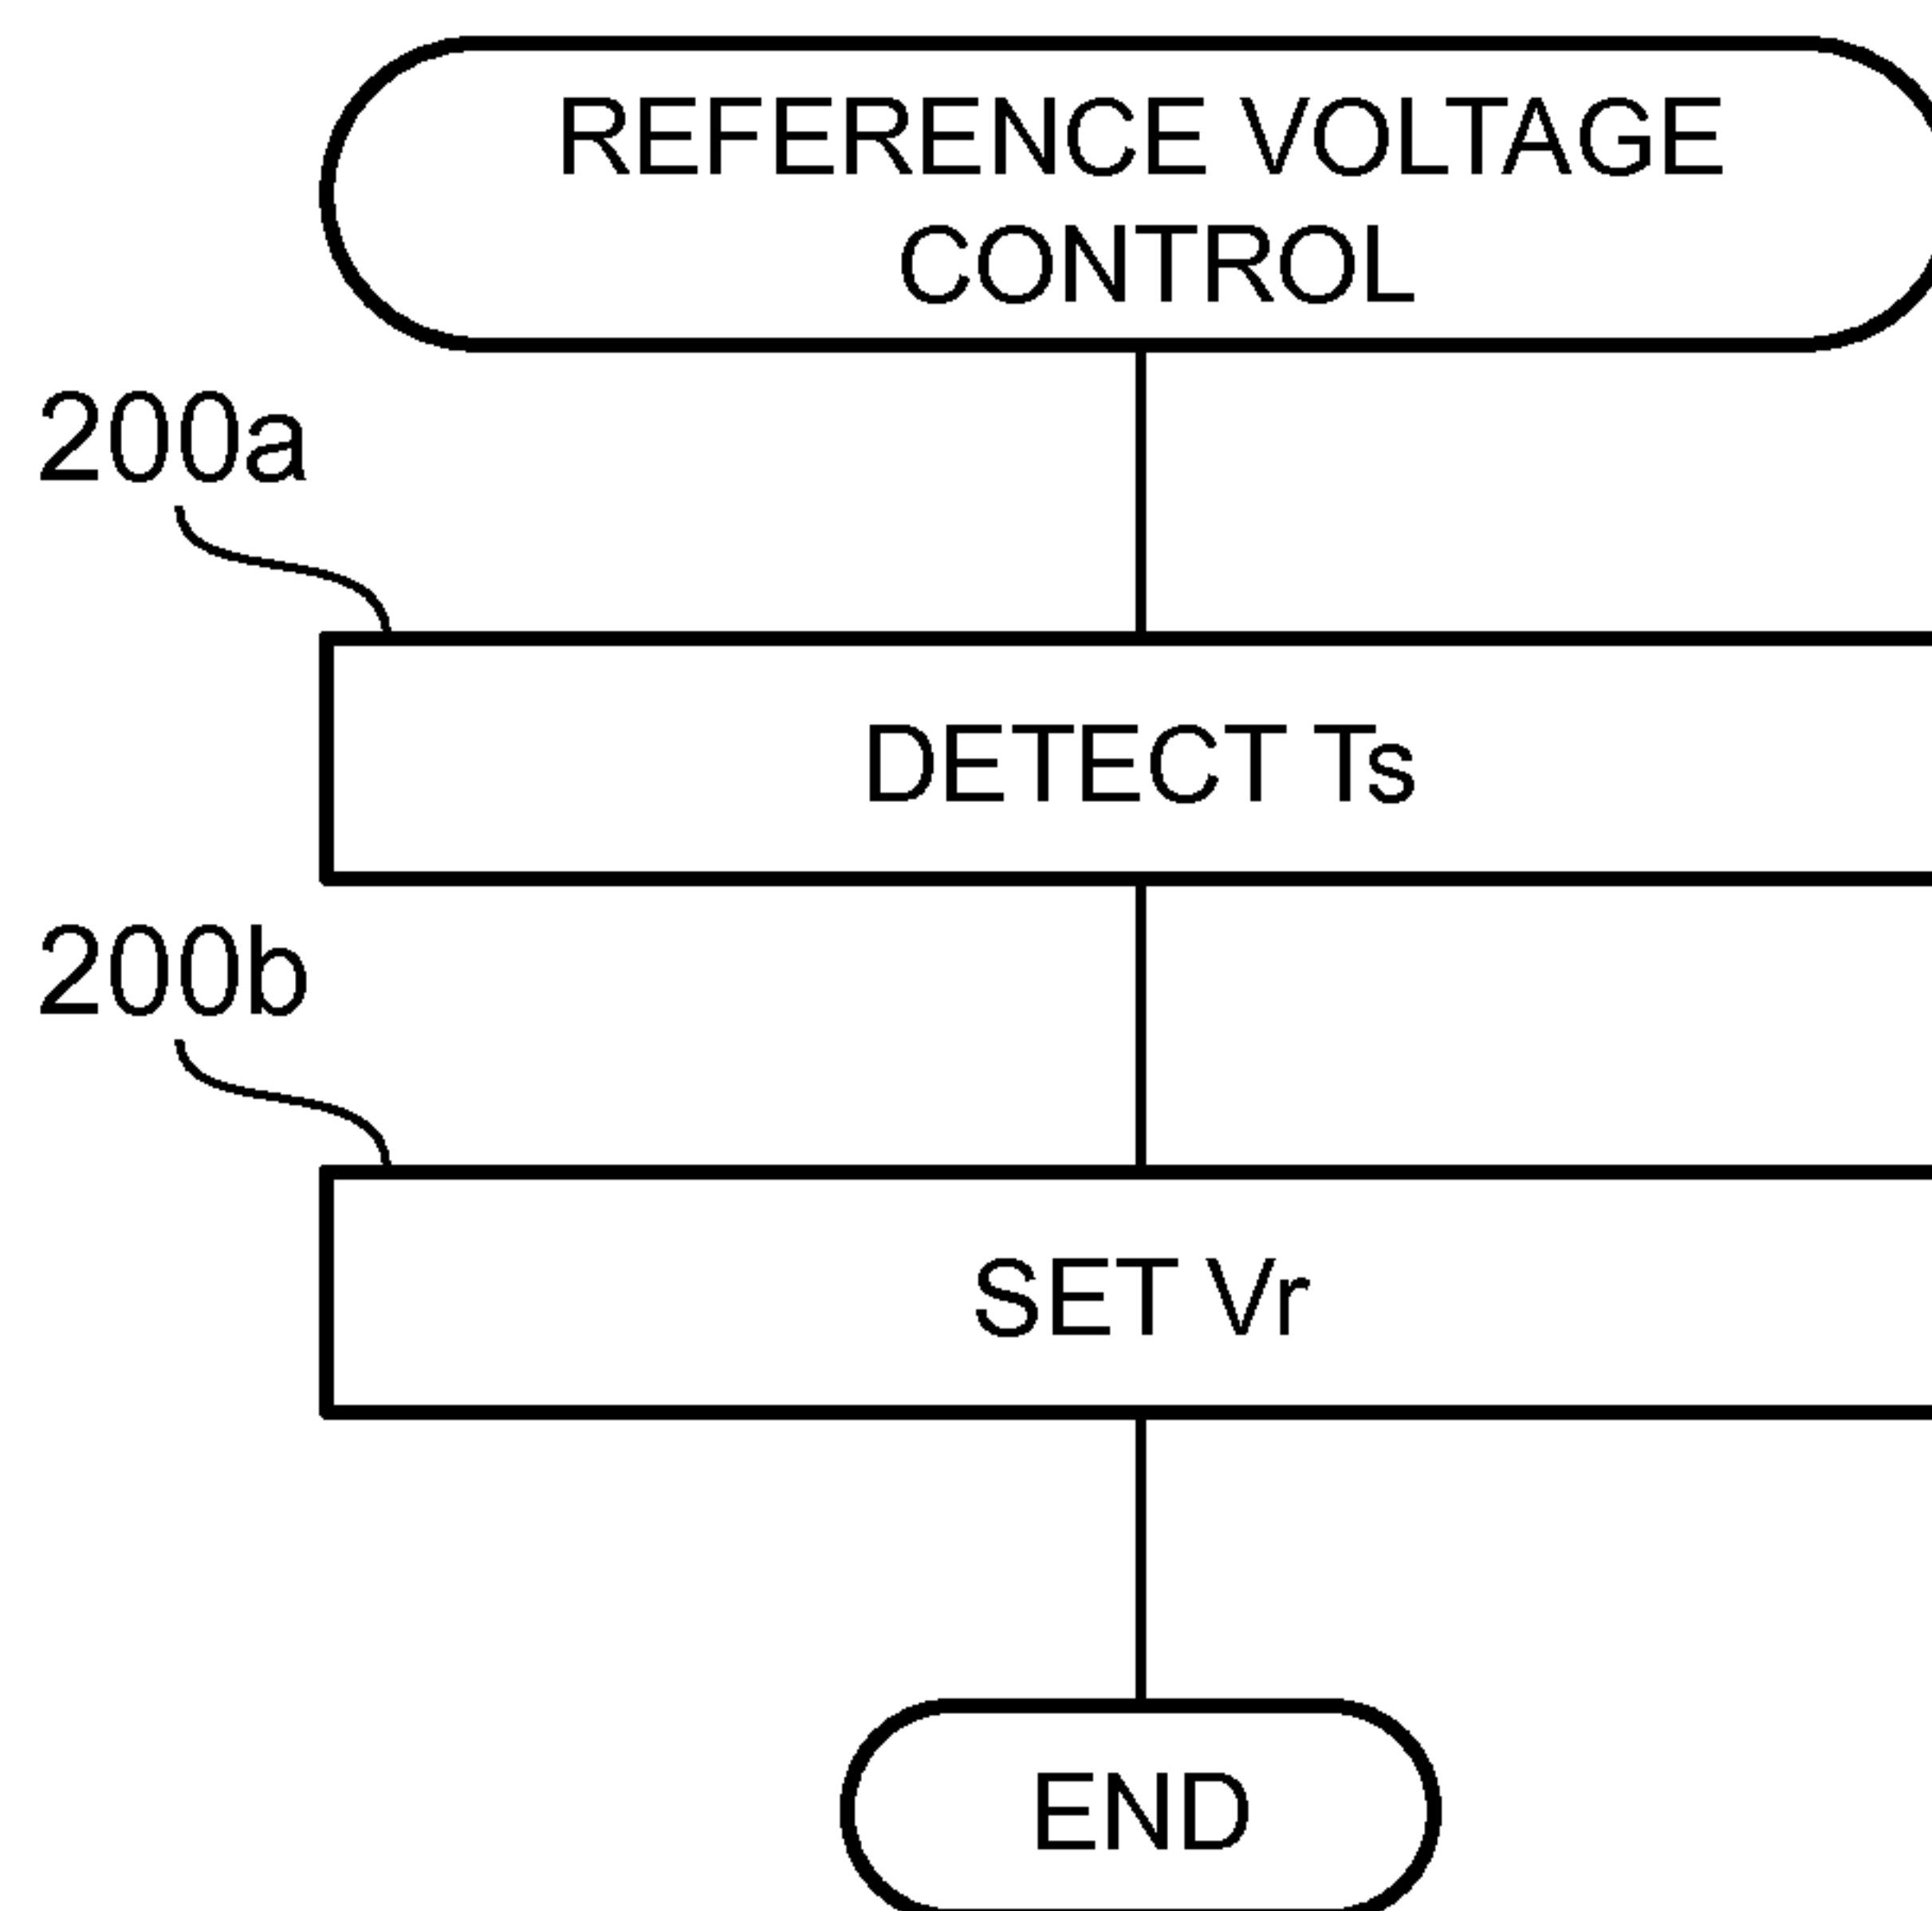 REFERENCE VOLTAGE
CONTROL
200a
DETECT Ts
200b
SET Vr
END